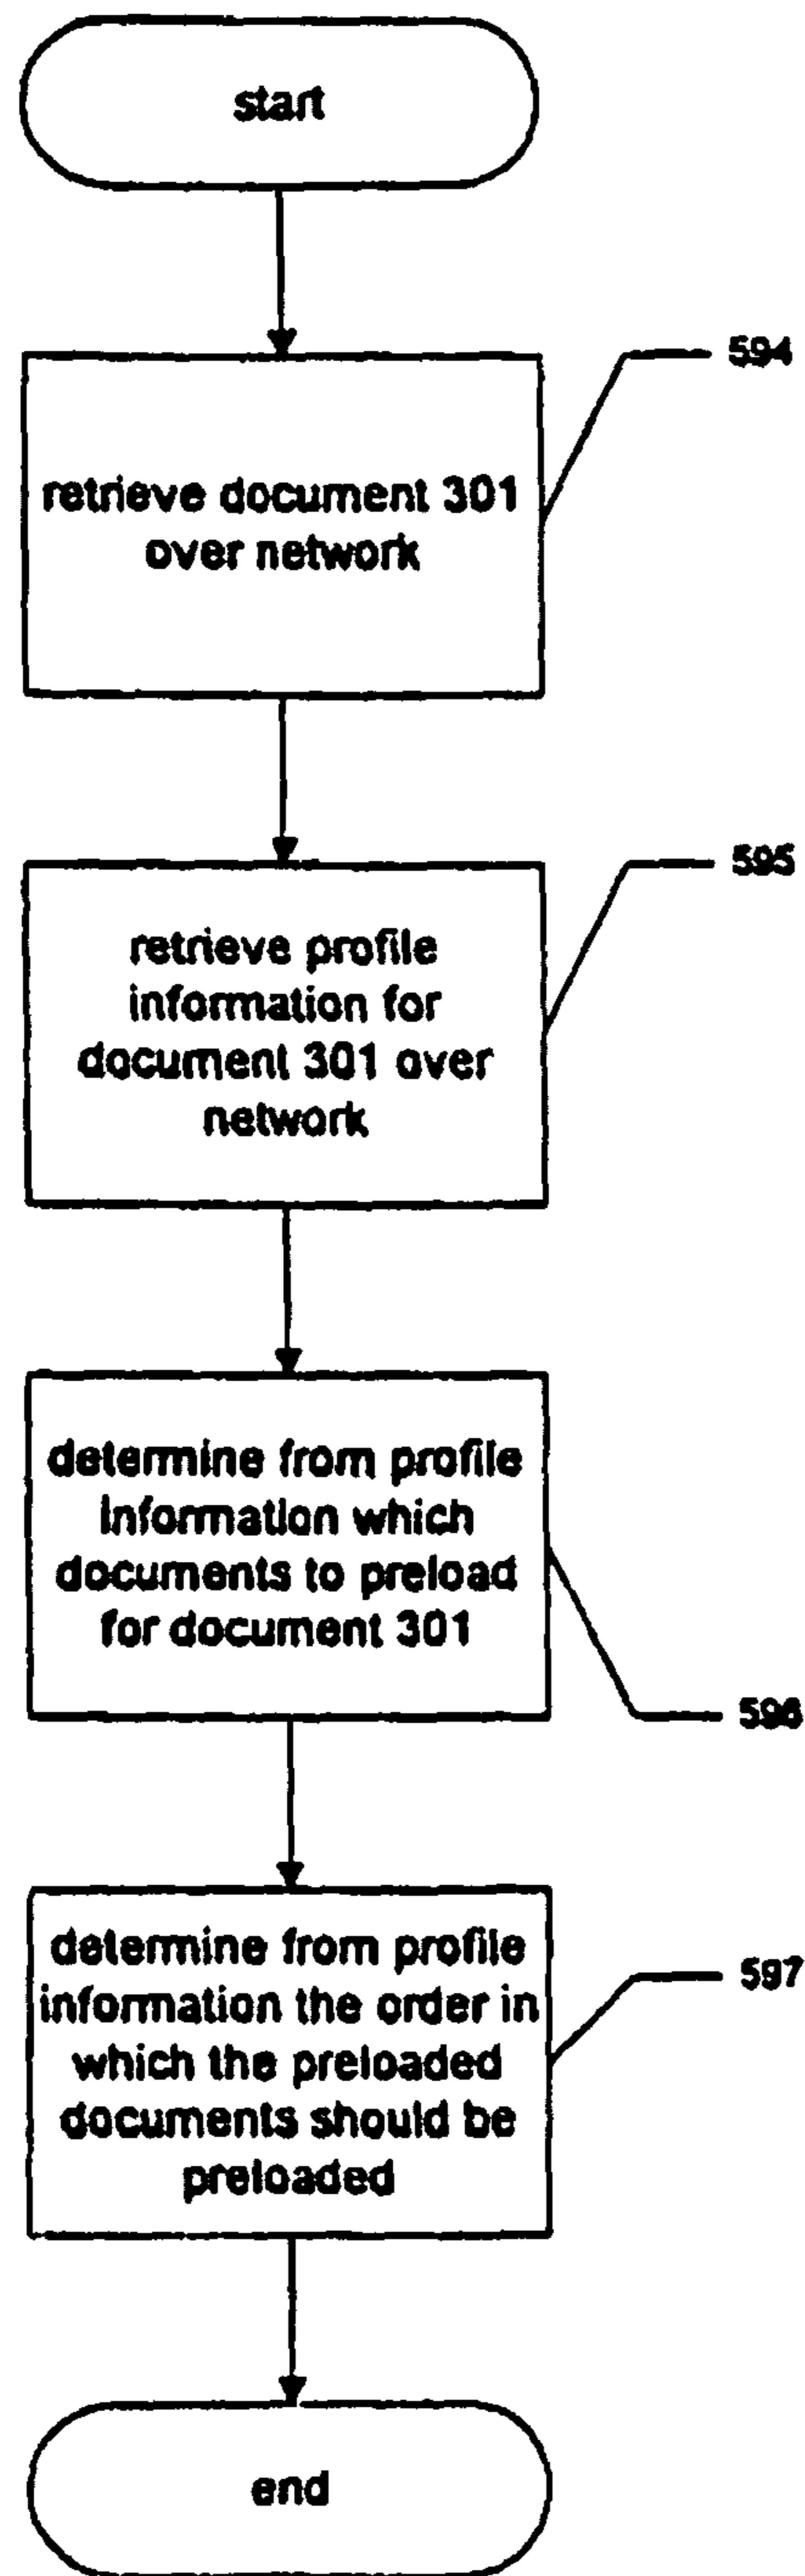 start
594
retrieve document 301
over network
595
retrieve profile
information for
document 301 over
network
determine from profile
information which
documents to preload
for document 301
596
determine from profile
information the order in
which the preloaded
documents should be
preloaded
597
end